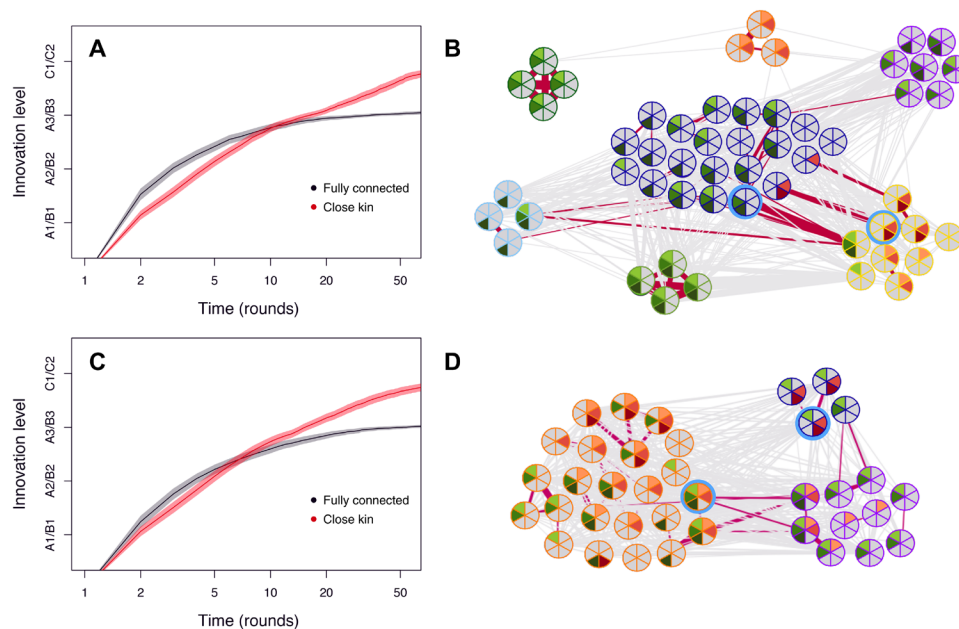 A
Innovation level
C1/C2
A3/B3
A2/B2
A1/B1
Fully connected
Close kin
1
2
5
10
20
50
Time (rounds)
B
C
Innovation level
C1/C2
A3/B3
A2/B2
A1/B1
Fully connected
Close kin
1
2
5
10
20
50
Time (rounds)
D